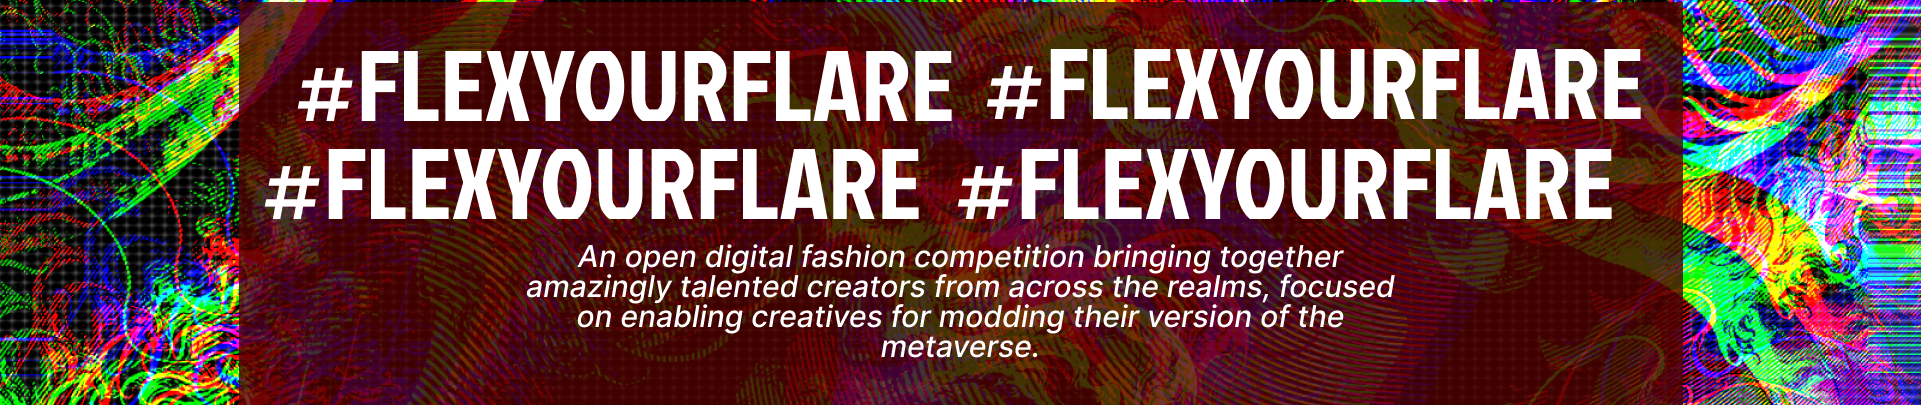 #FLEXYOURFLARE #FLEXYOURFLARE
#FLEXYOURFLARE #FLEXYOURFLARE
An open digital fashion competition bringing together
amazingly talented creators from across the realms, focused
on enabling creatives for modding their version of the
metaverse.